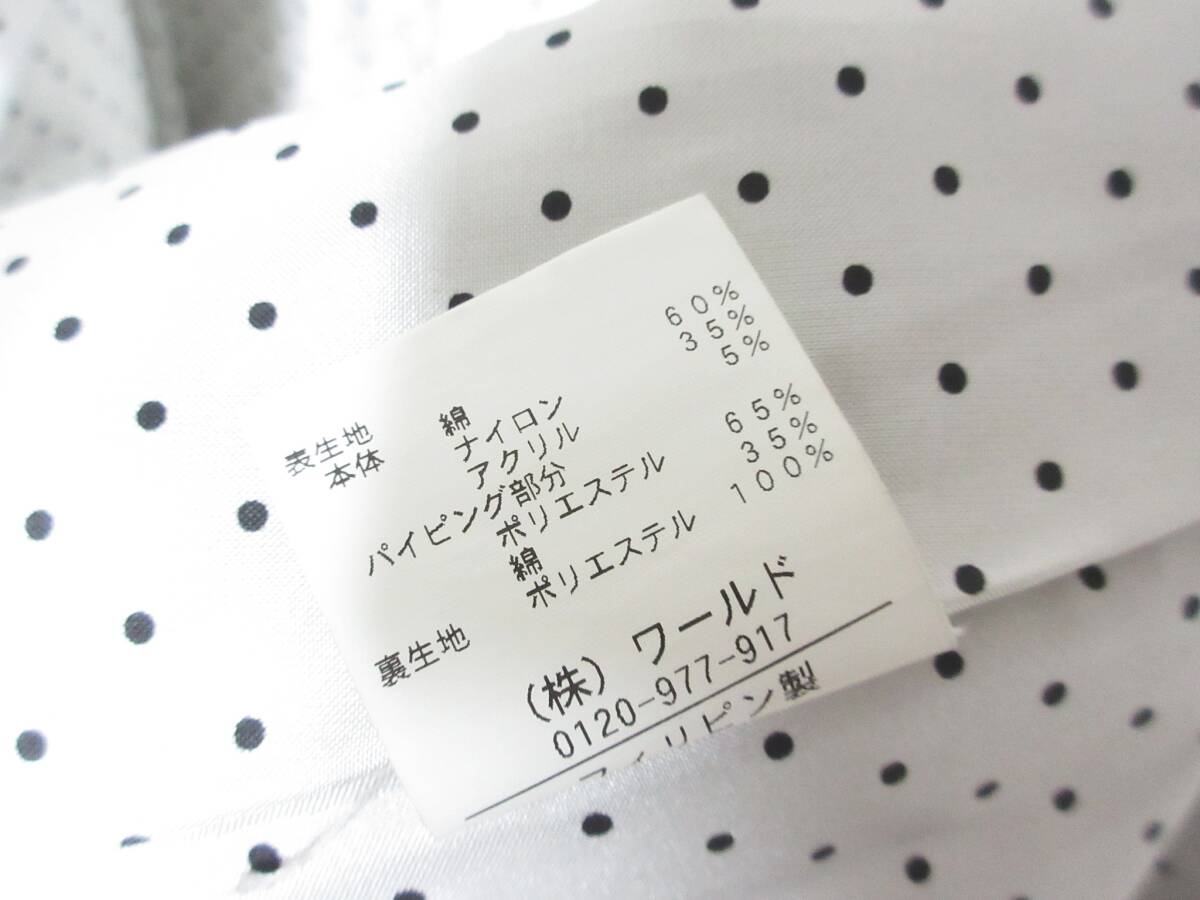 表生地 綿 60%
本体 ナイロン 35%
アクリル 5%
パイピング部分
ポリエステル 65%
綿 35%
裏生地 ポリエステル 100%
(株) ワールド
0120-977-917
フィリピン製